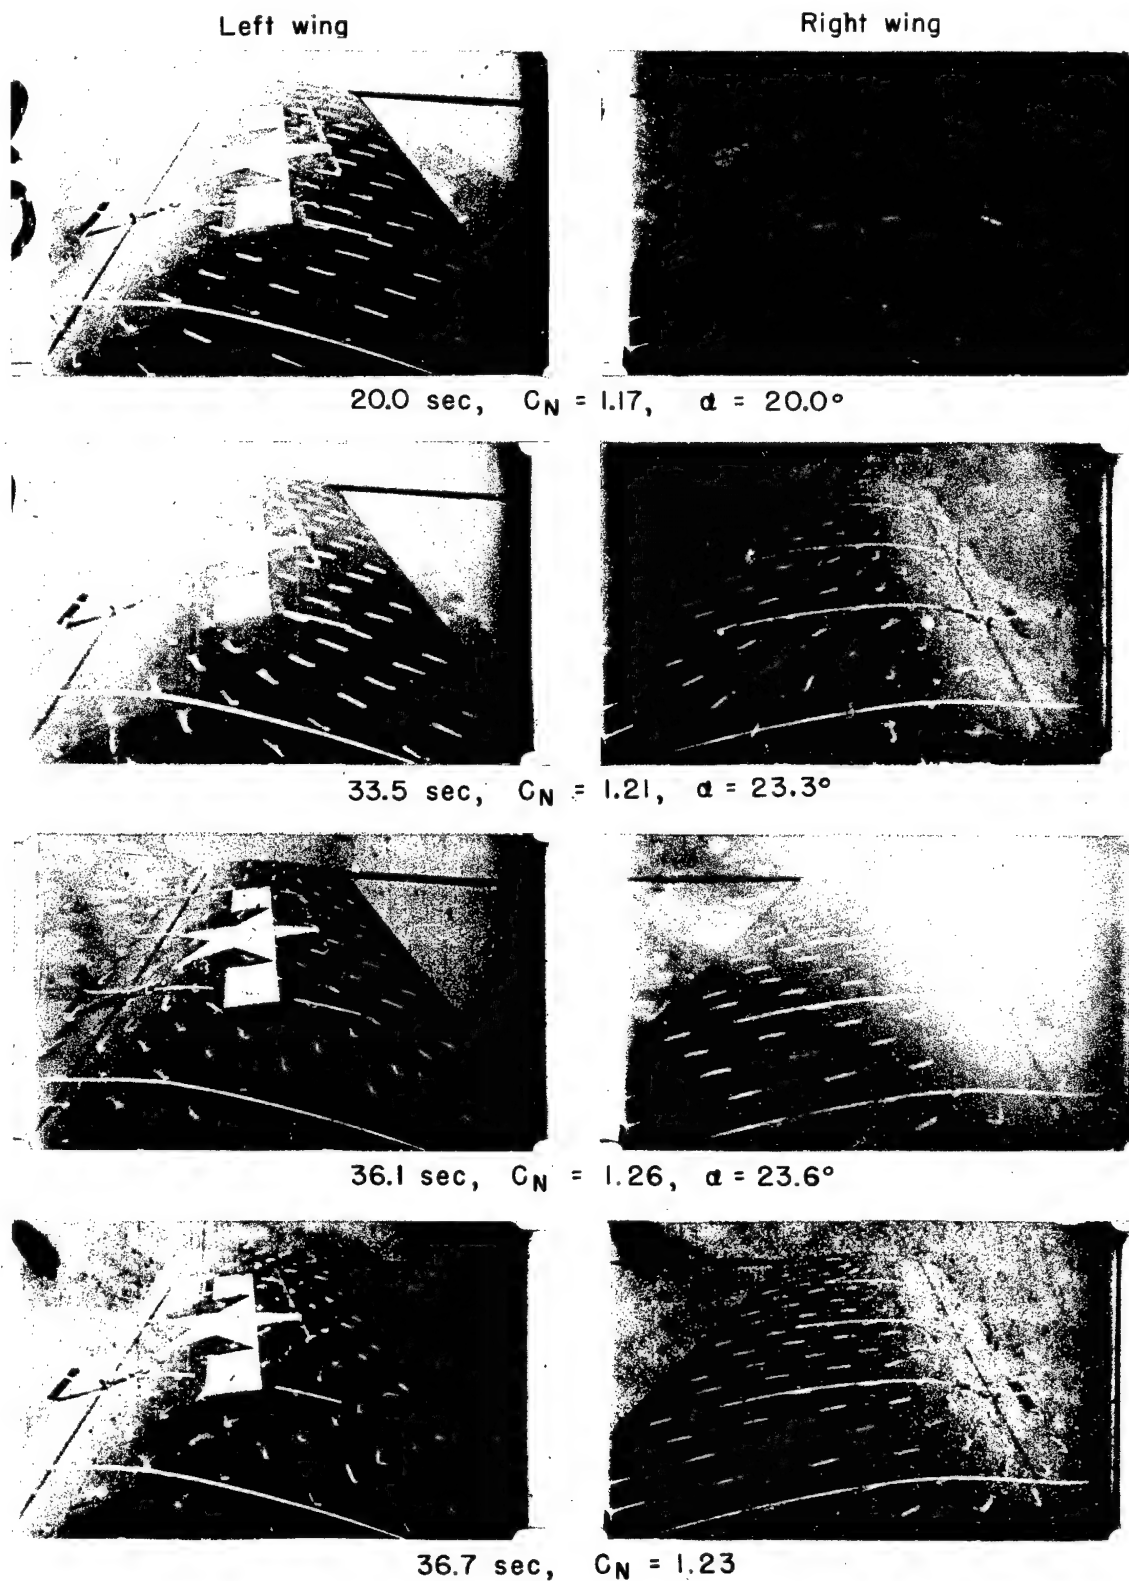 Left wing
Right wing
20.0 sec, CN = 1.17, α = 20.0°
33.5 sec, CN = 1.21, α = 23.3°
36.1 sec, CN = 1.26, α = 23.6°
36.7 sec, CN = 1.23